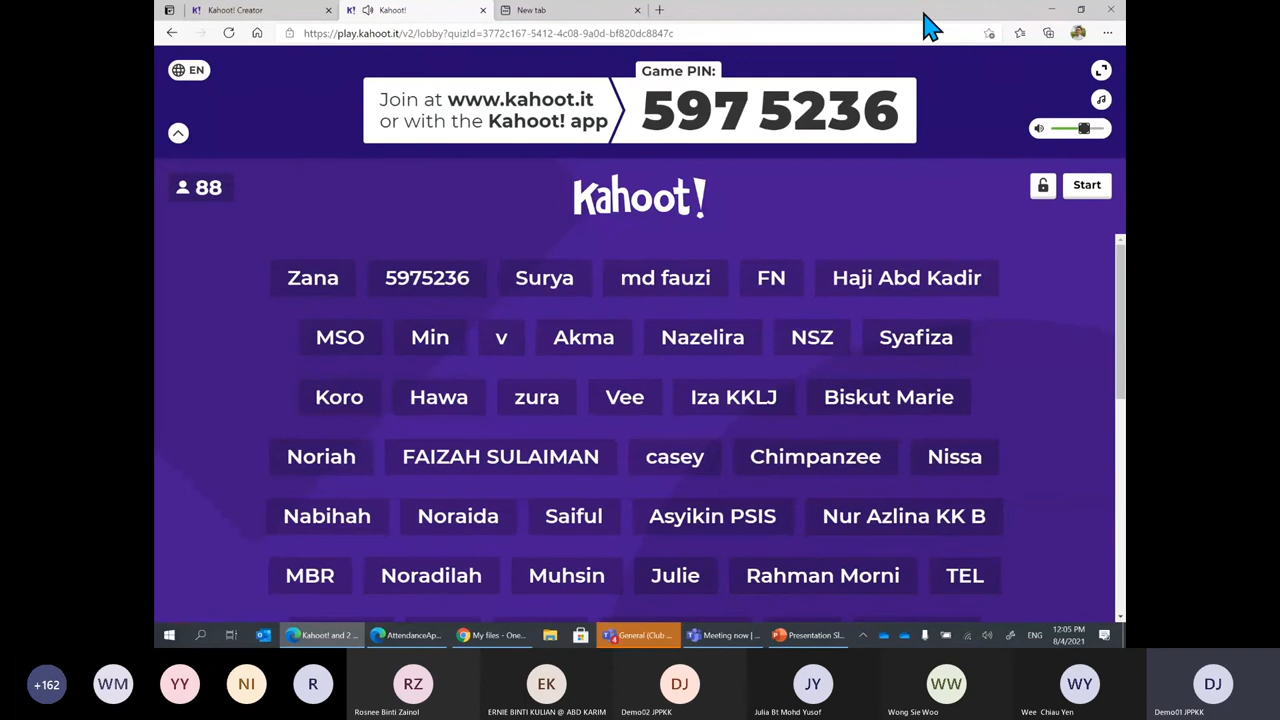 Kahoot! Creator
Kahoot!
New tab
https://play.kahoot.it/v2/lobby?quizId=3772c167-5412-4c08-9a0d-bf820dc8847c
EN
Game PIN:
Join at www.kahoot.it
or with the Kahoot! app
597 5236
88
Kahoot!
Start
Zana 5975236 Surya md fauzi FN Haji Abd Kadir
MSO Min v Akma Nazelira NSZ Syafiza
Koro Hawa zura Vee Iza KKLJ Biskut Marie
Noriah FAIZAH SULAIMAN casey Chimpanzee Nissa
Nabihah Noraida Saiful Asyikin PSIS Nur Azlina KK B
MBR Noradilah Muhsin Julie Rahman Morni TEL
Kahoot! and 2 ... AttendanceAp... My files - One... General (Club ... Meeting now | ... Presentation Sl... ENG 12:05 PM
8/4/2021
4
+162 WM YY NI R RZ EK DJ JY WW WY DJ
Rosnee Binti Zainol ERNIE BINTI KULIAN @ ABD KARIM Demo02 JPPKK Julia Bt Mohd Yusof Wong Sie Woo Wee Chiau Yen Demo01 JPPKK